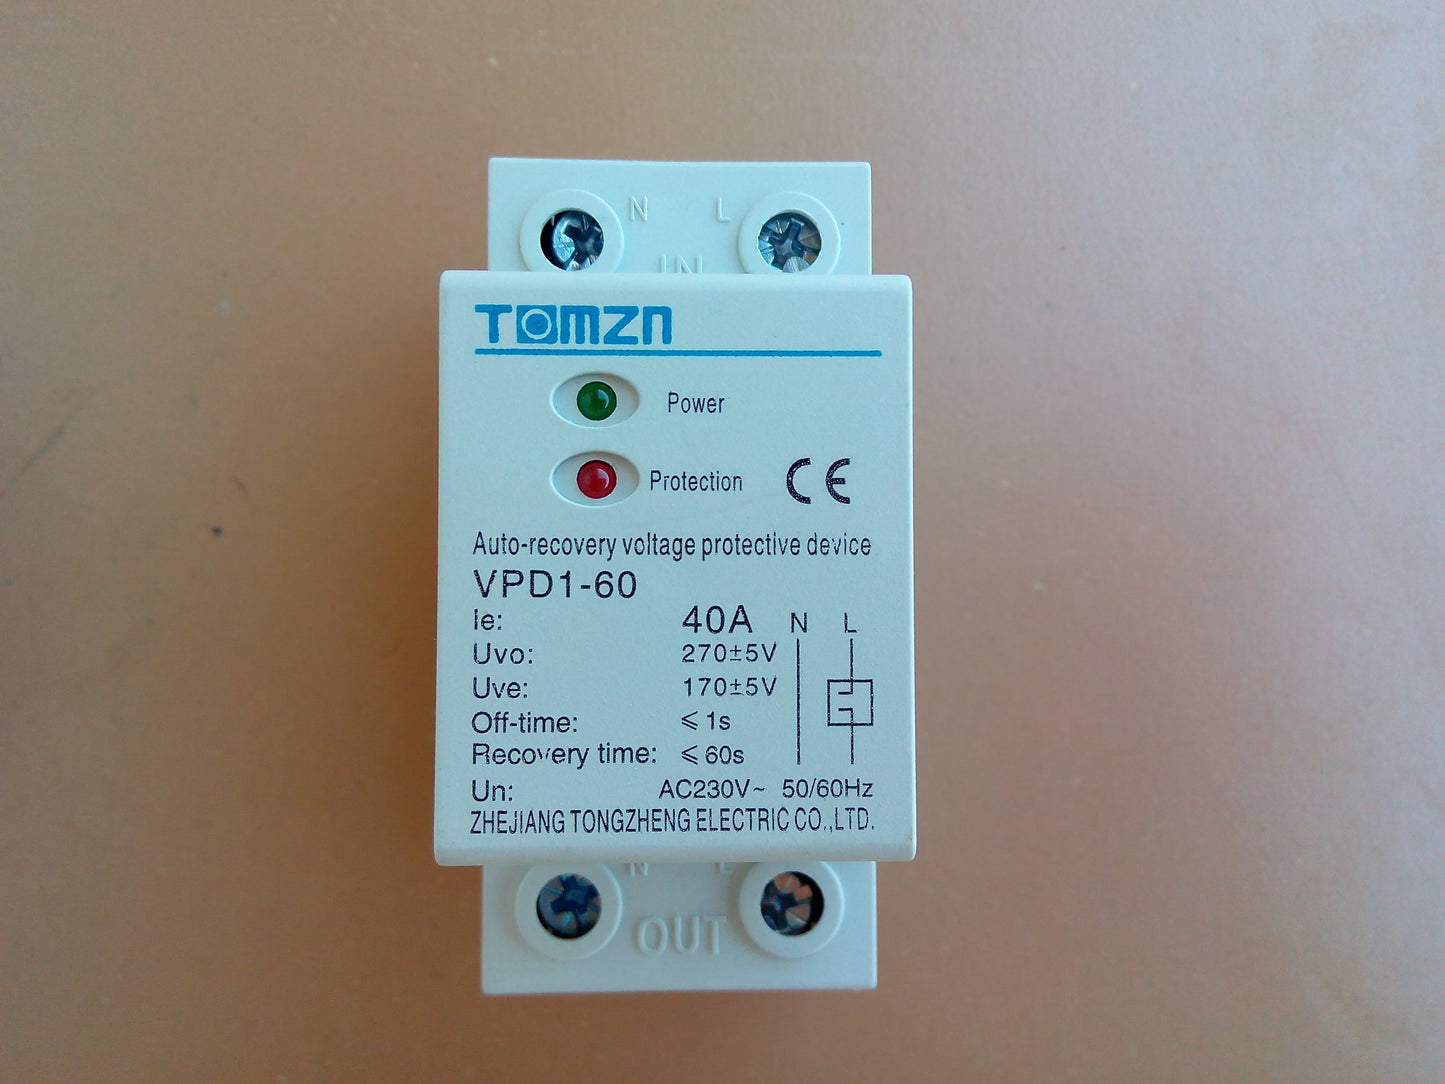 N L
IN
TOMZN
Power
Protection CE
Auto-recovery voltage protective device
VPD1-60
Ie: 40A N L
Uvo: 270±5V
Uve: 170±5V
Off-time: ≤ 1s
Recovery time: ≤ 60s
Un: AC230V~ 50/60Hz
ZHEJIANG TONGZHENG ELECTRIC CO.,LTD.
N L
OUT